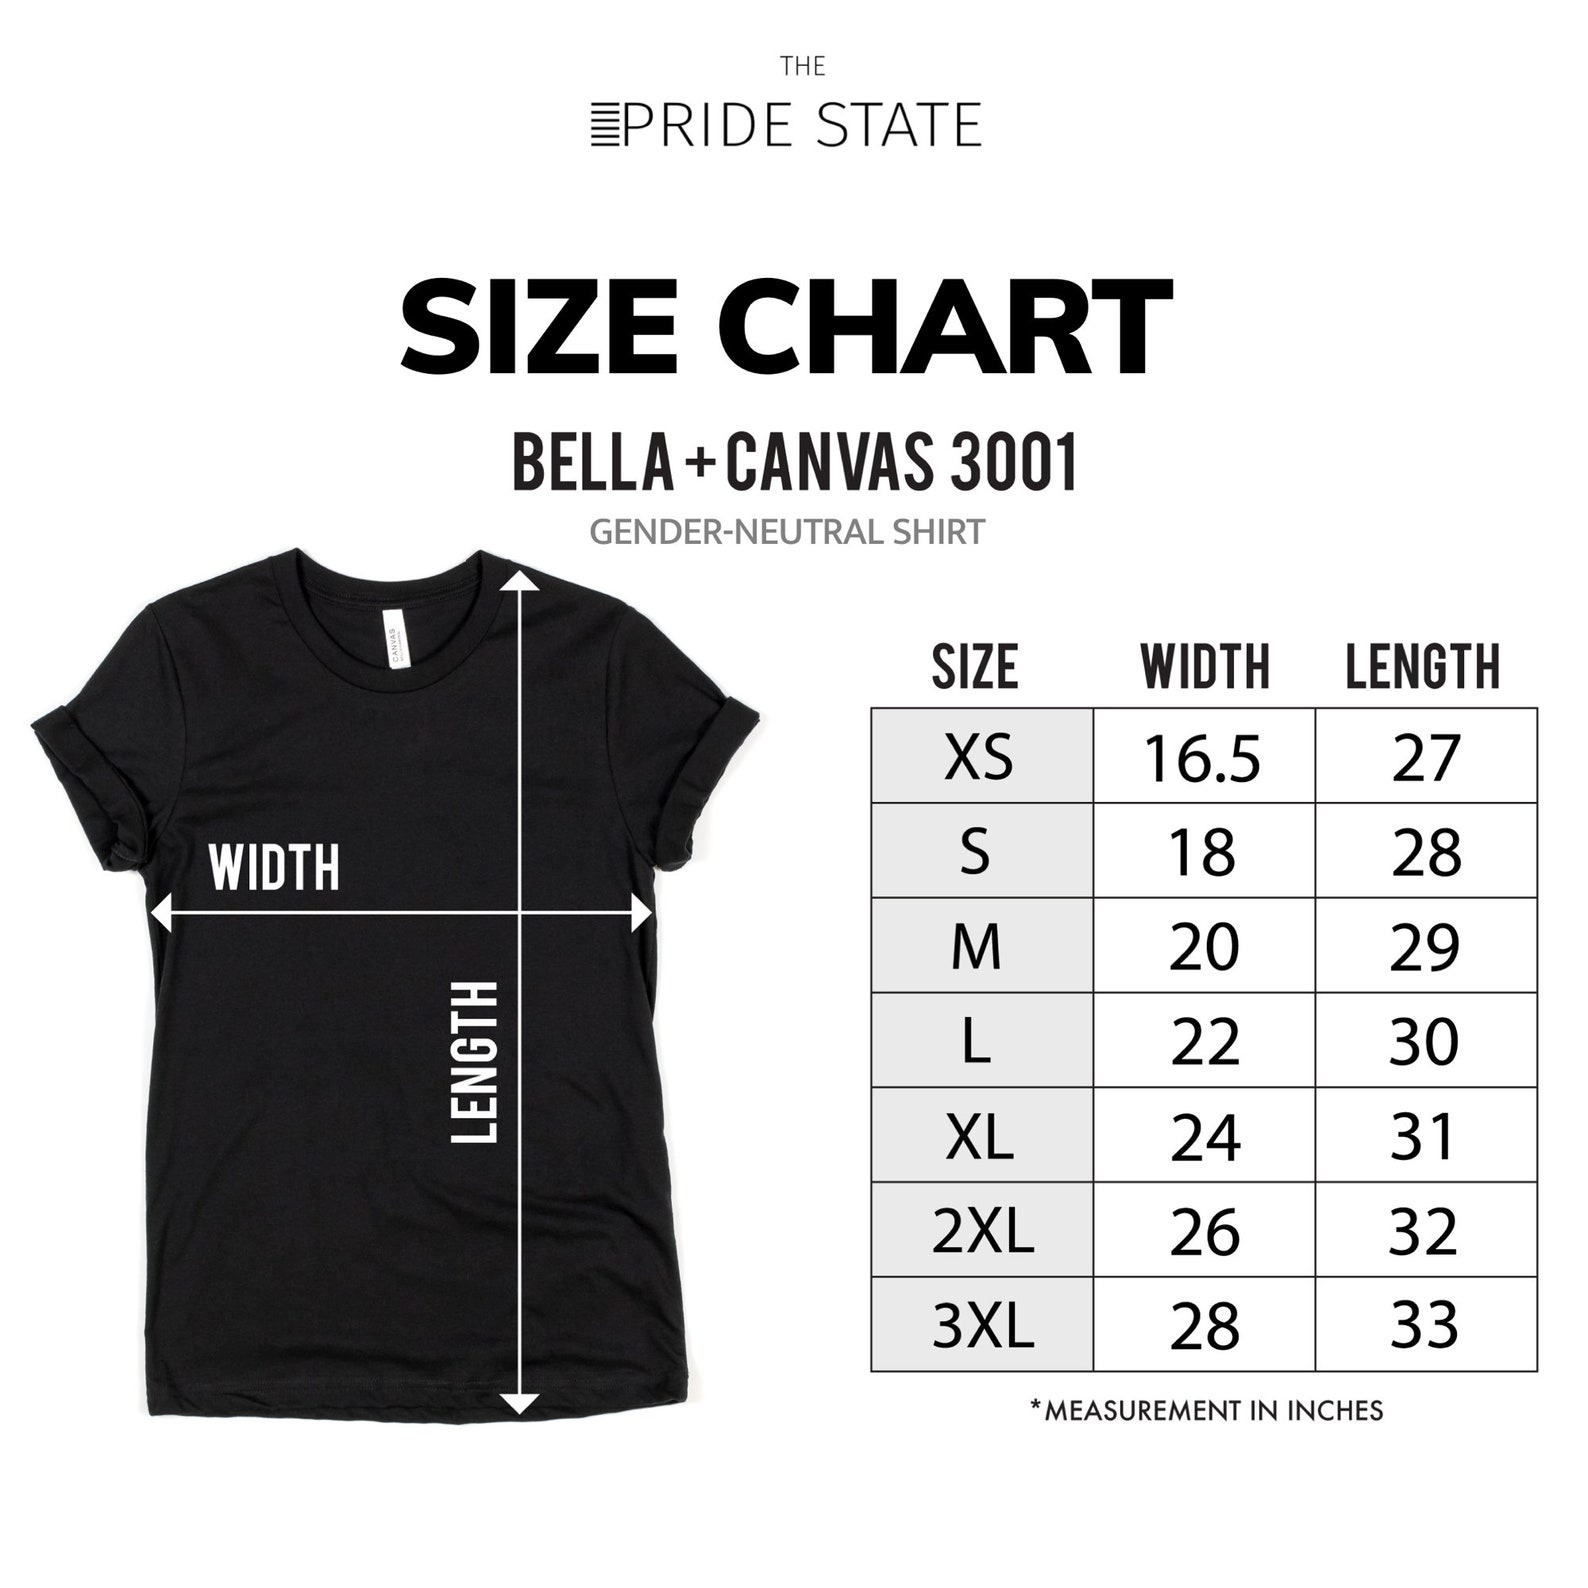 THE
PRIDE STATE
SIZE CHART
BELLA + CANVAS 3001
GENDER-NEUTRAL SHIRT
CANVAS
WIDTH
LENGTH
SIZE WIDTH LENGTH
XS 16.5 27
S 18 28
M 20 29
L 22 30
XL 24 31
2XL 26 32
3XL 28 33
*MEASUREMENT IN INCHES